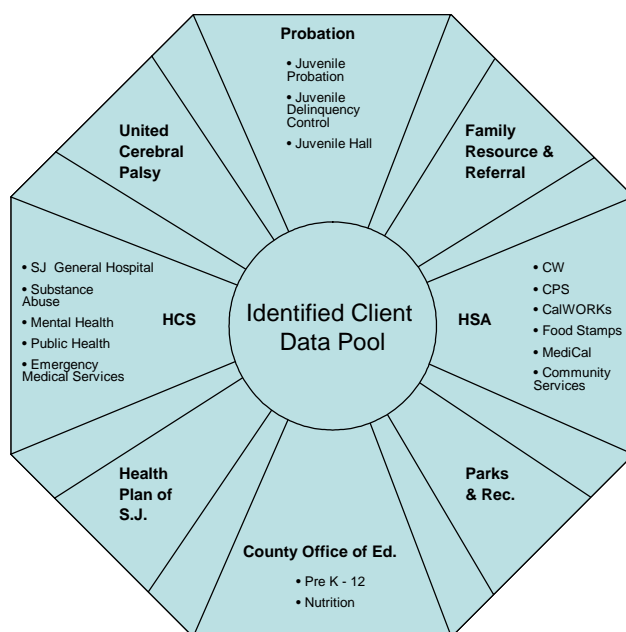 Probation
• Juvenile
Probation
• Juvenile
Delinquency
Control
• Juvenile Hall
United
Cerebral
Palsy
Family
Resource &
Referral
• SJ General Hospital
• Substance
Abuse
• Mental Health
• Public Health
• Emergency
Medical Services
HCS
Identified Client
Data Pool
HSA
• CW
• CPS
• CalWORKs
• Food Stamps
• MediCal
• Community
Services
Health
Plan of
S.J.
Parks
& Rec.
County Office of Ed.
• Pre K - 12
• Nutrition